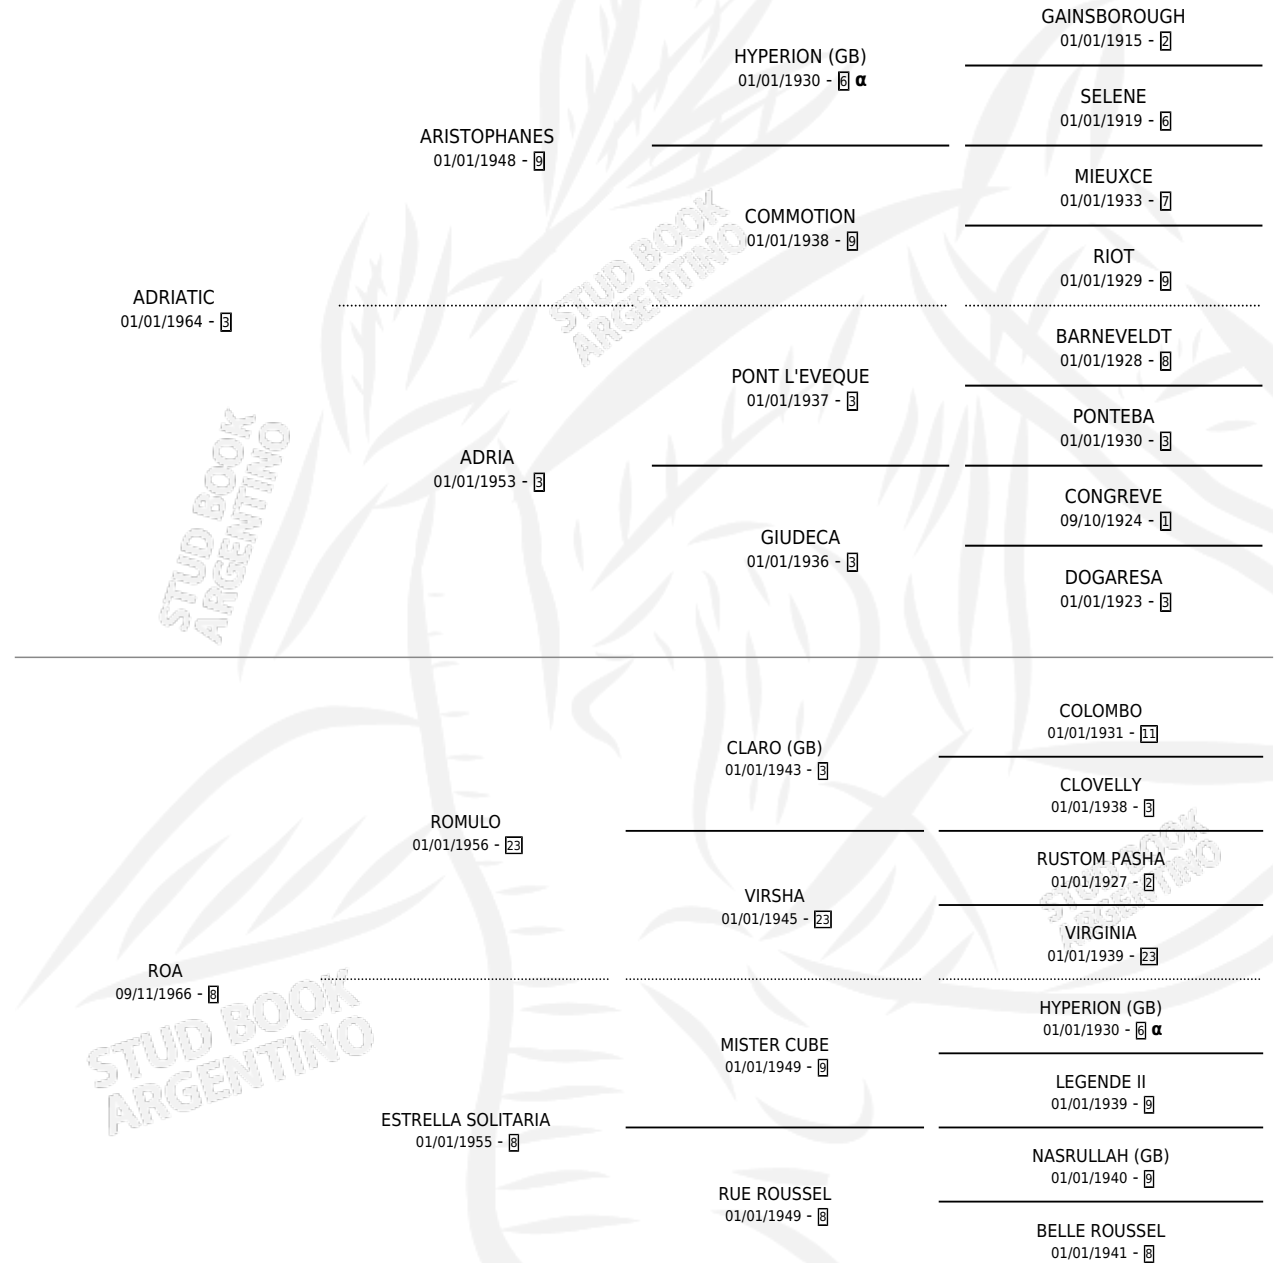 GAINSBOROUGH
01/01/1915 - 2
HYPERION (GB)
01/01/1930 - 6 α
SELENE
01/01/1919 - 6
ARISTOPHANES
01/01/1948 - 9
MIEUXCE
01/01/1933 - 7
COMMOTION
01/01/1938 - 9
RIOT
01/01/1929 - 9
ADRIATIC
01/01/1964 - 3
BARNEVELDT
01/01/1928 - 8
PONT L'EVEQUE
01/01/1937 - 3
PONTEBA
01/01/1930 - 3
ADRIA
01/01/1953 - 3
CONGREVE
09/10/1924 - 1
GIUDECA
01/01/1936 - 3
DOGARESA
01/01/1923 - 3
COLOMBO
01/01/1931 - 11
CLARO (GB)
01/01/1943 - 3
CLOVELLY
01/01/1938 - 3
ROMULO
01/01/1956 - 23
RUSTOM PASHA
01/01/1927 - 2
VIRSHA
01/01/1945 - 23
VIRGINIA
01/01/1939 - 23
ROA
09/11/1966 - 8
HYPERION (GB)
01/01/1930 - 6 α
MISTER CUBE
01/01/1949 - 9
LEGENDE II
01/01/1939 - 9
ESTRELLA SOLITARIA
01/01/1955 - 8
NASRULLAH (GB)
01/01/1940 - 9
RUE ROUSSEL
01/01/1949 - 8
BELLE ROUSSEL
01/01/1941 - 8
STUD BOOK
ARGENTINO
STUD BOOK
ARGENTINO
STUD BOOK
ARGENTINO
STUD BOOK
ARGENTINO